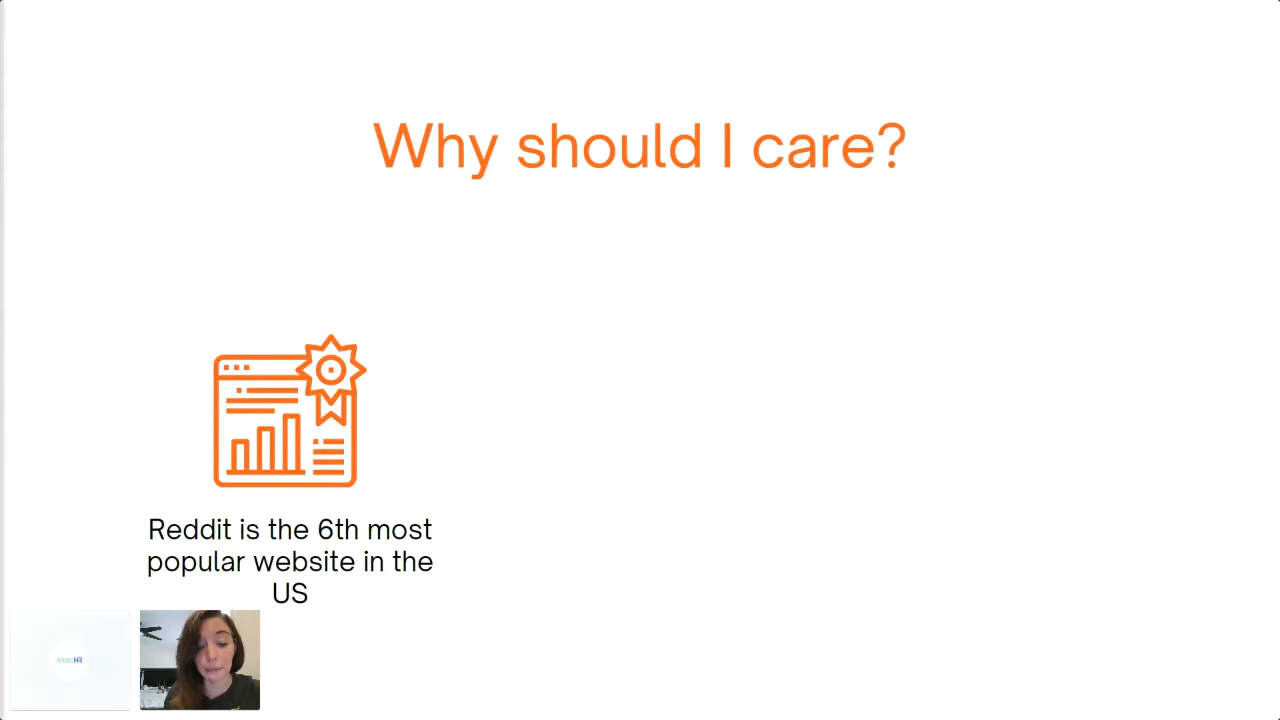 Why should I care?
Reddit is the 6th most
popular website in the
US